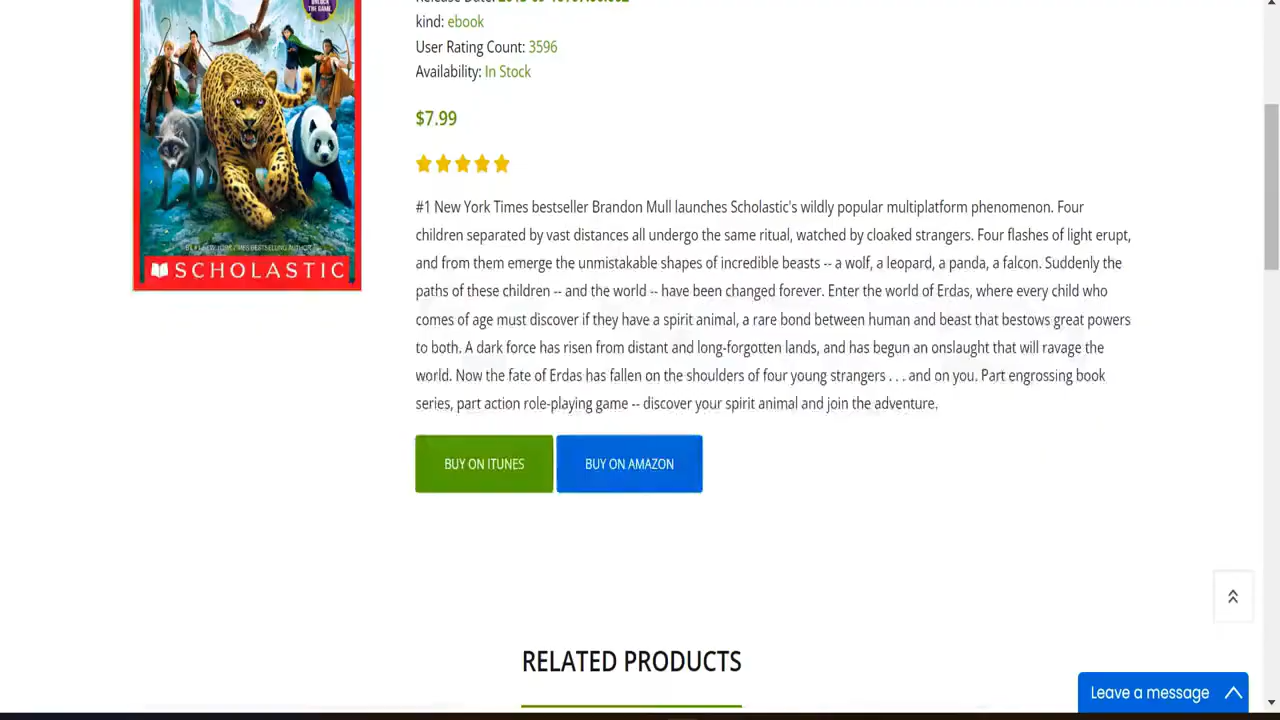 UNLOCK
THE GAME
kind: ebook
User Rating Count: 3596
Availability: In Stock
$7.99
#1 New York Times bestseller Brandon Mull launches Scholastic's wildly popular multiplatform phenomenon. Four
children separated by vast distances all undergo the same ritual, watched by cloaked strangers. Four flashes of light erupt,
and from them emerge the unmistakable shapes of incredible beasts -- a wolf, a leopard, a panda, a falcon. Suddenly the
paths of these children -- and the world -- have been changed forever. Enter the world of Erdas, where every child who
comes of age must discover if they have a spirit animal, a rare bond between human and beast that bestows great powers
to both. A dark force has risen from distant and long-forgotten lands, and has begun an onslaught that will ravage the
world. Now the fate of Erdas has fallen on the shoulders of four young strangers . . . and on you. Part engrossing book
series, part action role-playing game -- discover your spirit animal and join the adventure.
SCHOLASTIC
BUY ON ITUNES BUY ON AMAZON
RELATED PRODUCTS
Leave a message